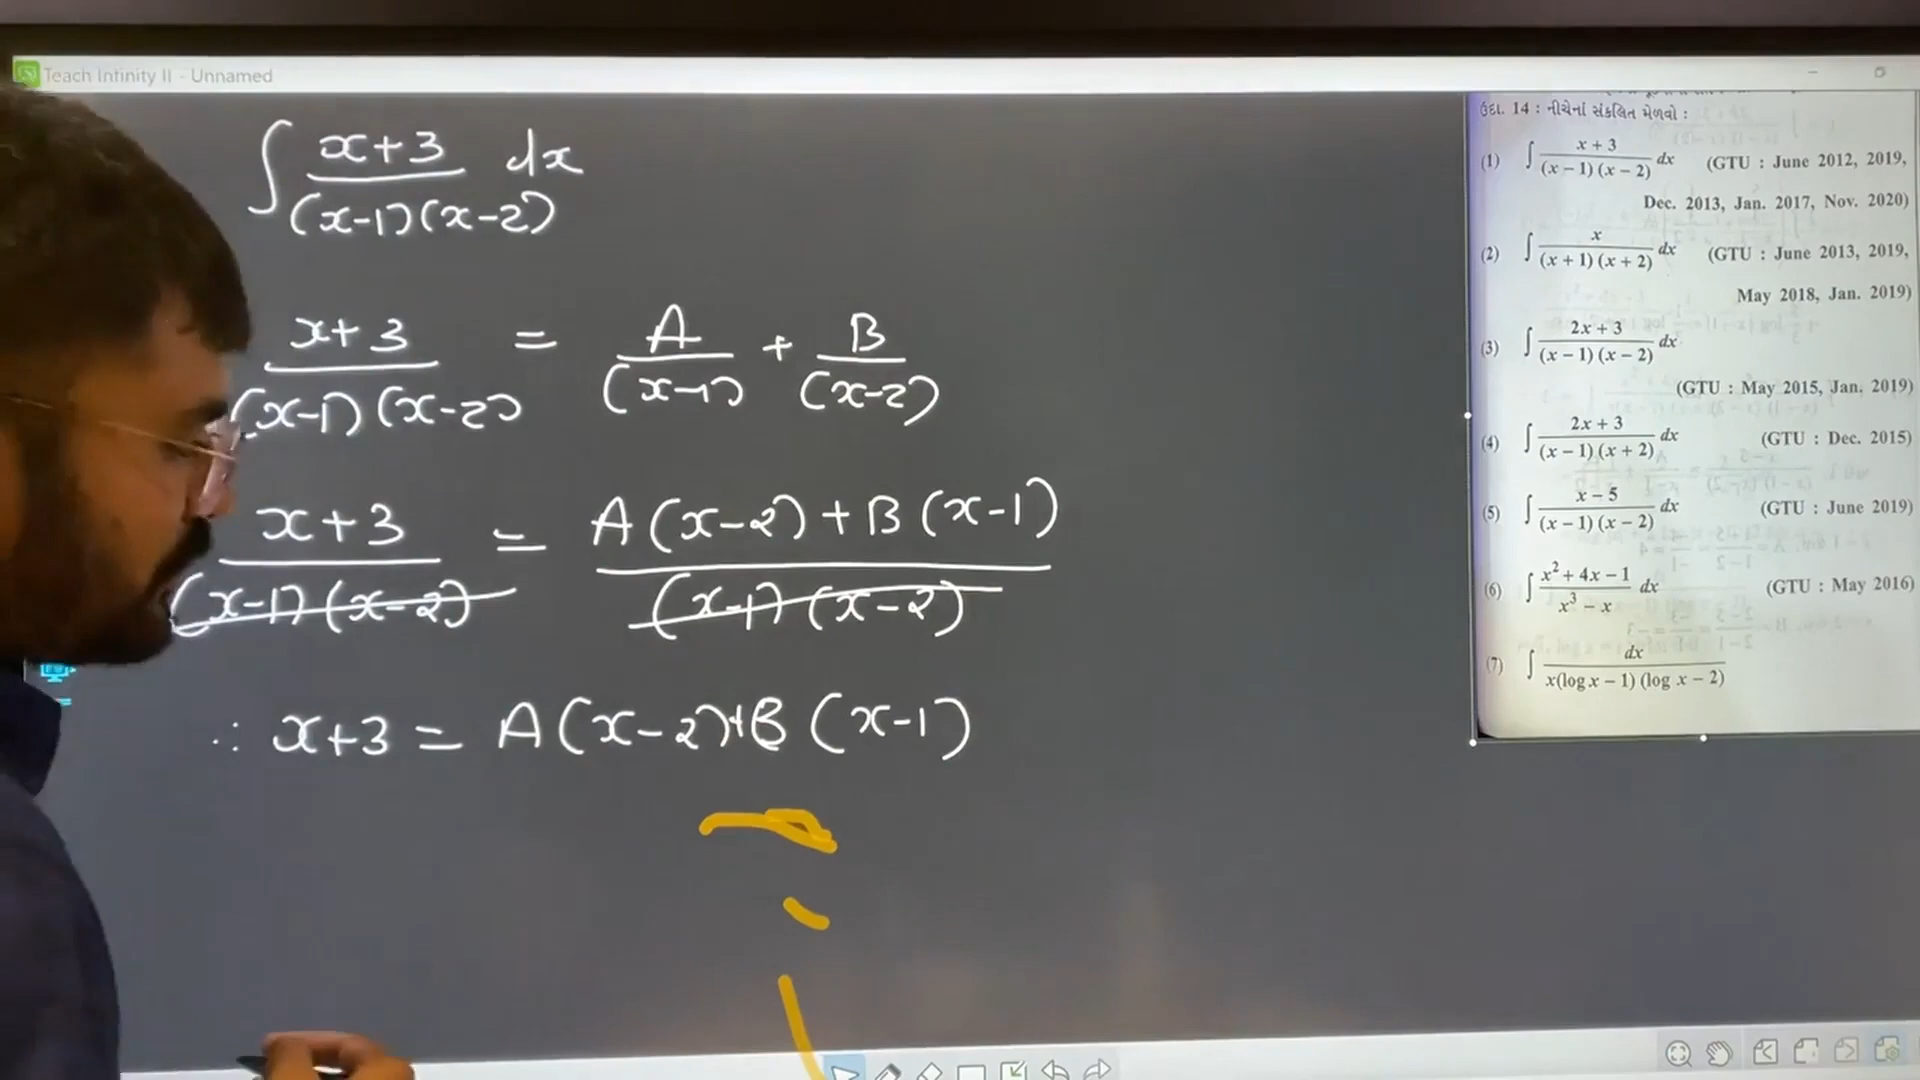 Teach Infinity II - Unnamed
∫ x+3 / (x-1)(x-2) dx
x+3 / (x-1)(x-2) = A / (x-1) + B / (x-2)
x+3 / (x-1)(x-2) = A(x-2)+B(x-1) / (x-1)(x-2)
∴ x+3 = A(x-2)+B(x-1)
ઉદા. 14 : નીચેનાં સંકલિત મેળવો :
(1) ∫ x + 3 / (x − 1) (x − 2) dx (GTU : June 2012, 2019,
Dec. 2013, Jan. 2017, Nov. 2020)
(2) ∫ x / (x + 1) (x + 2) dx (GTU : June 2013, 2019,
May 2018, Jan. 2019)
(3) ∫ 2x + 3 / (x − 1) (x − 2) dx
(GTU : May 2015, Jan. 2019)
(4) ∫ 2x + 3 / (x − 1) (x + 2) dx (GTU : Dec. 2015)
(5) ∫ x − 5 / (x − 1) (x − 2) dx (GTU : June 2019)
(6) ∫ x² + 4x − 1 / x³ − x dx (GTU : May 2016)
(7) ∫ dx / x(log x − 1) (log x − 2)